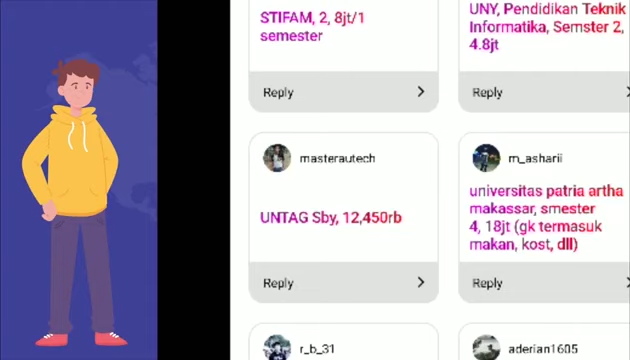 STIFAM, 2, 8jt/1
semester
Reply
UNY, Pendidikan Teknik
Informatika, Semster 2,
4.8jt
Reply
masterautech
UNTAG Sby, 12,450rb
Reply
m_asharii
universitas patria artha
makassar, smester
4, 18jt (gk termasuk
makan, kost, dll)
Reply
r_b_31
aderian1605